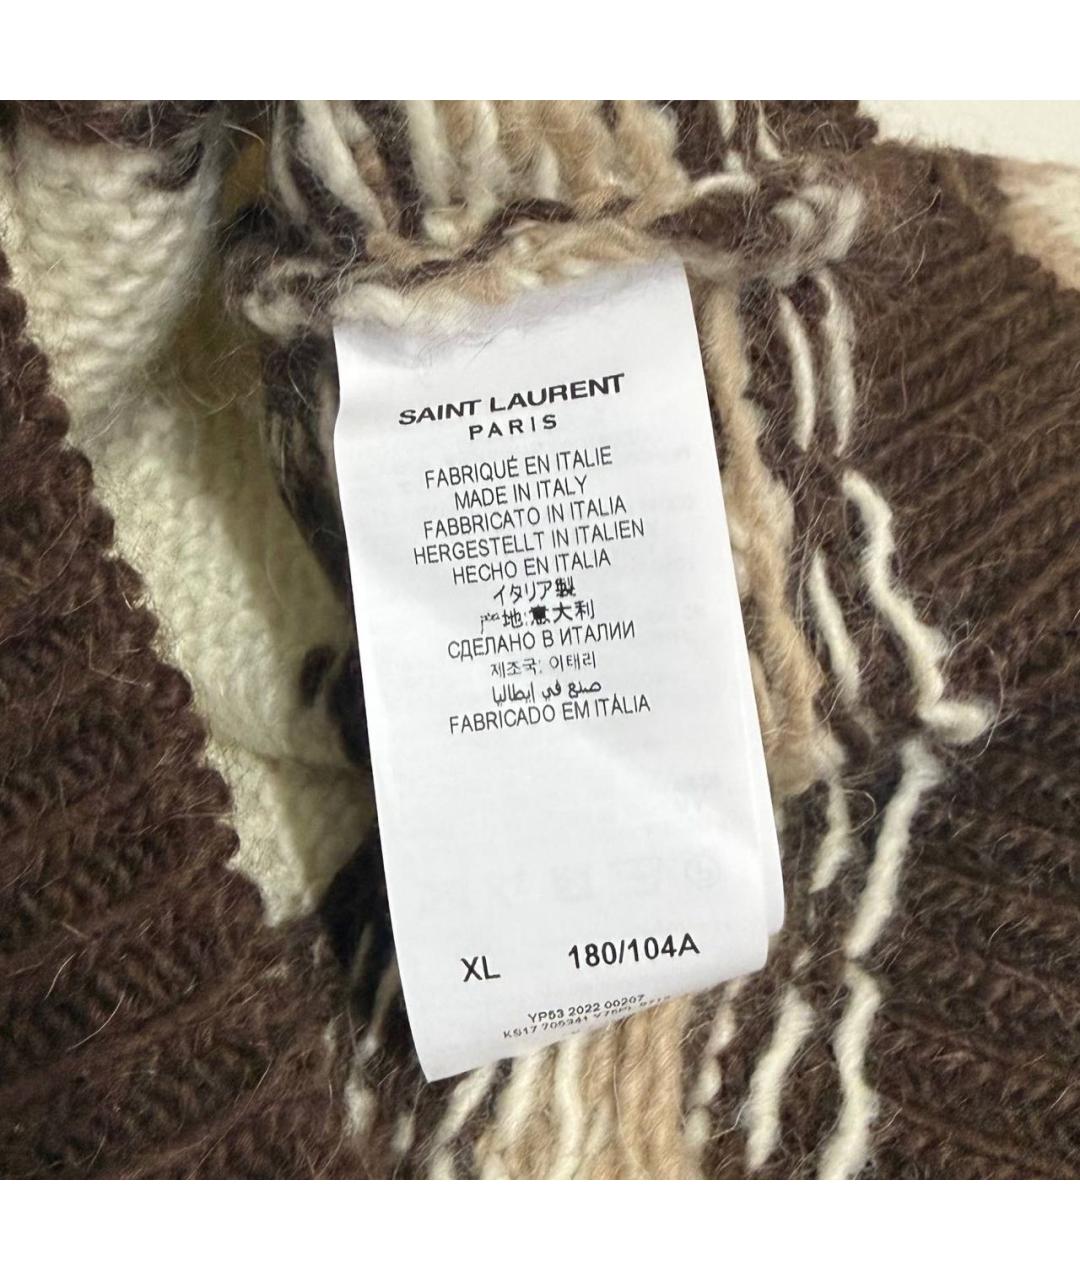 SAINT LAURENT
PARIS
FABRIQUÉ EN ITALIE
MADE IN ITALY
FABBRICATO IN ITALIA
HERGESTELLT IN ITALIEN
HECHO EN ITALIA
イタリア製
地:意大利
СДЕЛАНО В ИТАЛИИ
제조국: 이태리
صنع في إيطاليا
FABRICADO EM ITÁLIA
XL 180/104A
YP53 2022 00207
KS17